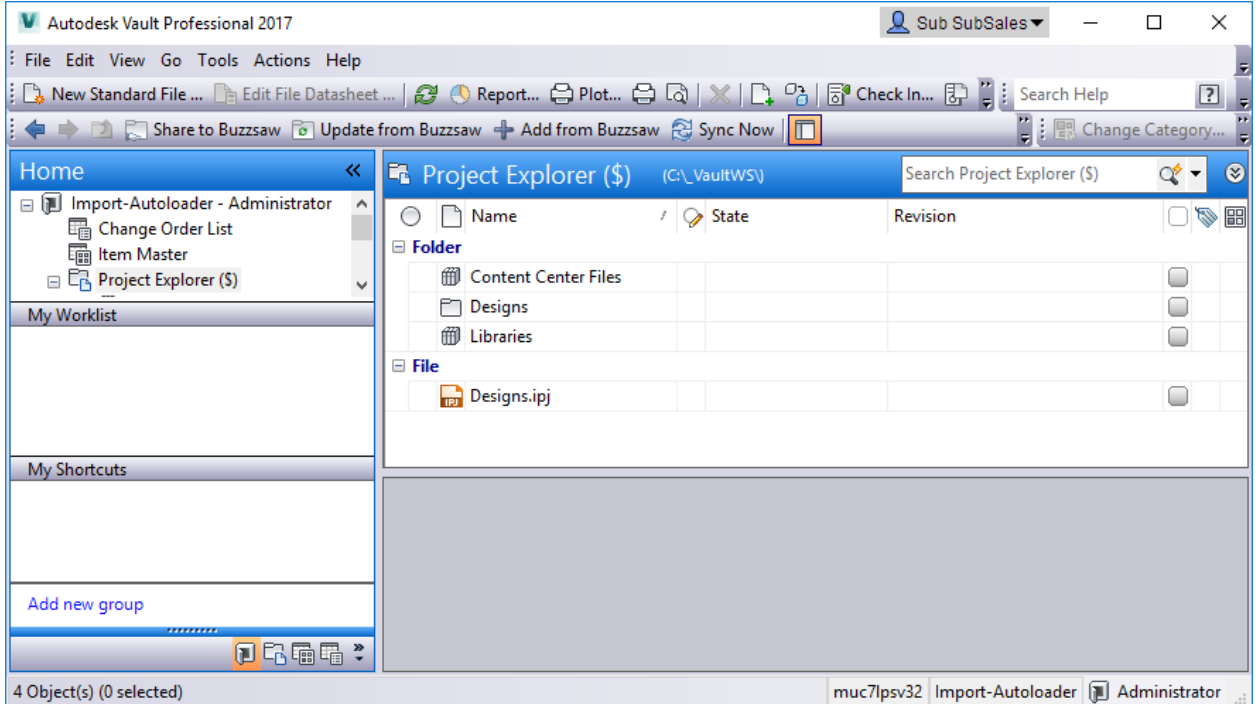 Autodesk Vault Professional 2017 Sub SubSales
File Edit View Go Tools Actions Help
New Standard File ... Edit File Datasheet ... Report... Plot... Check In... Search Help
Share to Buzzsaw Update from Buzzsaw Add from Buzzsaw Sync Now Change Category...
Home
Import-Autoloader - Administrator
Change Order List
Item Master
Project Explorer ($)
My Worklist
My Shortcuts
Add new group
Project Explorer ($) (C:\_VaultWS\) Search Project Explorer ($)
Name State Revision
Folder
Content Center Files
Designs
Libraries
File
IPJ Designs.ipj
4 Object(s) (0 selected) muc7lpsv32 Import-Autoloader Administrator